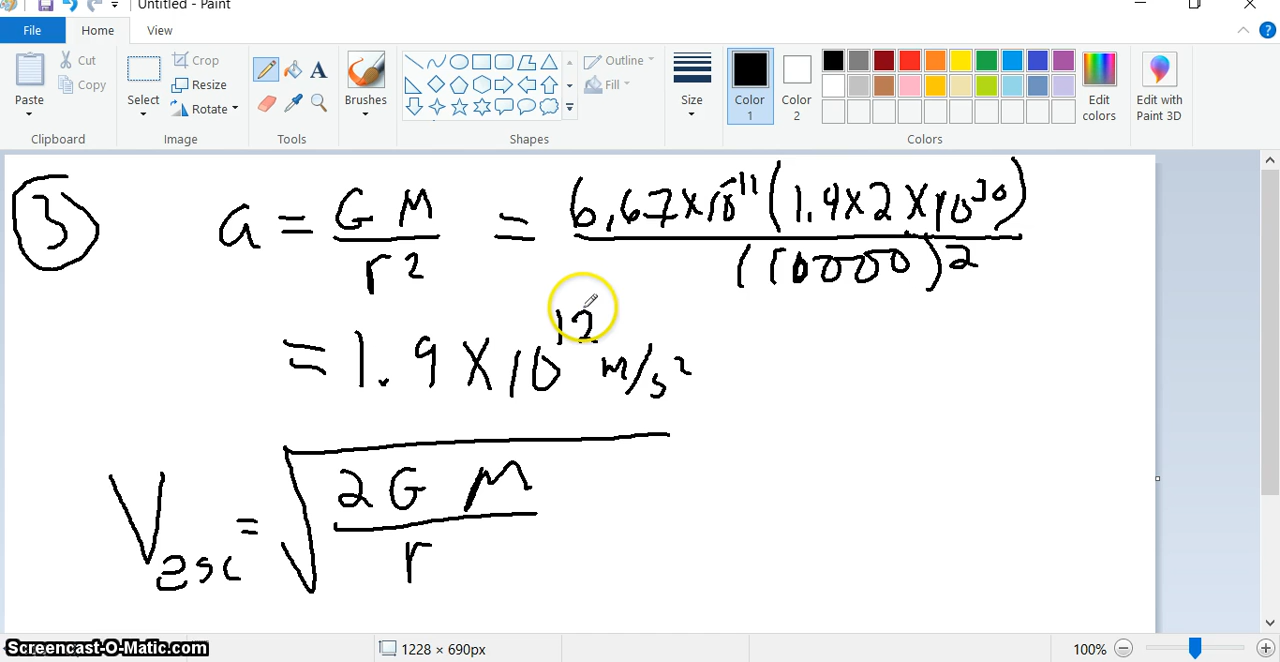 Untitled - Paint
File Home View
Paste Cut Copy Clipboard
Select Crop Resize Rotate Image
Tools
Brushes
Outline Fill Shapes
Size
Color 1 Color 2 Edit colors Colors
Edit with Paint 3D
3 a = GM/r² = 6.67×10⁻¹¹(1.4×2×10³⁰)/(10000)²
= 1.9 × 10¹² m/s²
Vesc = √(2GM/r)
Screencast-O-Matic.com 1228 × 690px 100%